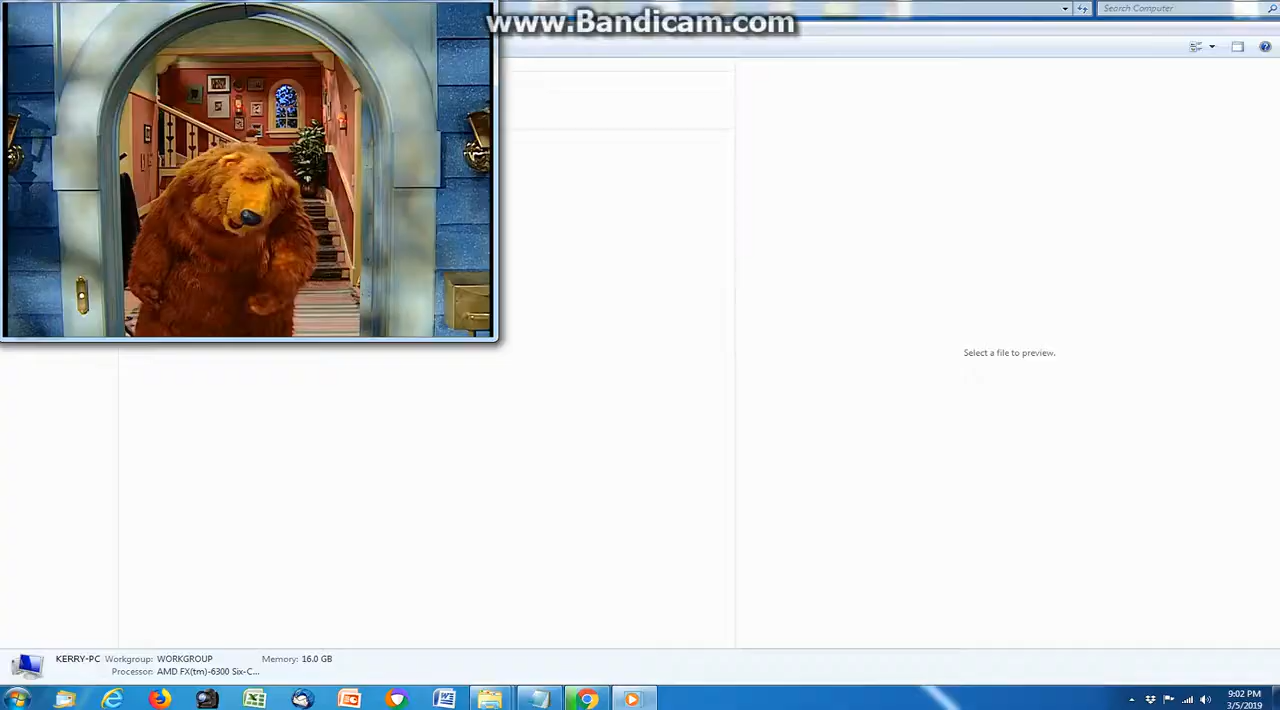 www.Bandicam.com
Search Computer
Select a file to preview.
KERRY-PC Workgroup: WORKGROUP Memory: 16.0 GB
Processor: AMD FX(tm)-6300 Six-C...
9:02 PM
3/5/2019